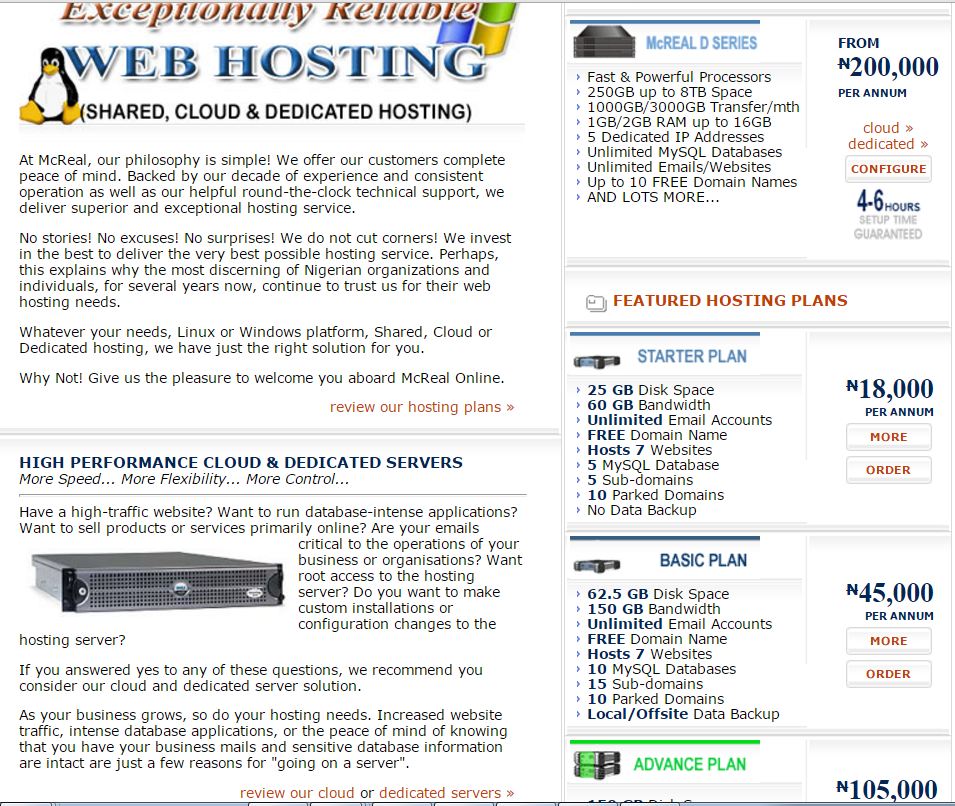 Exceptionally Reliable
WEB HOSTING
(SHARED, CLOUD & DEDICATED HOSTING)
At McReal, our philosophy is simple! We offer our customers complete
peace of mind. Backed by our decade of experience and consistent
operation as well as our helpful round-the-clock technical support, we
deliver superior and exceptional hosting service.
No stories! No excuses! No surprises! We do not cut corners! We invest
in the best to deliver the very best possible hosting service. Perhaps,
this explains why the most discerning of Nigerian organizations and
individuals, for several years now, continue to trust us for their web
hosting needs.
Whatever your needs, Linux or Windows platform, Shared, Cloud or
Dedicated hosting, we have just the right solution for you.
Why Not! Give us the pleasure to welcome you aboard McReal Online.
review our hosting plans »
HIGH PERFORMANCE CLOUD & DEDICATED SERVERS
More Speed... More Flexibility... More Control...
Have a high-traffic website? Want to run database-intense applications?
Want to sell products or services primarily online? Are your emails
critical to the operations of your
business or organisations? Want
root access to the hosting
server? Do you want to make
custom installations or
configuration changes to the
hosting server?
If you answered yes to any of these questions, we recommend you
consider our cloud and dedicated server solution.
As your business grows, so do your hosting needs. Increased website
traffic, intense database applications, or the peace of mind of knowing
that you have your business mails and sensitive database information
are intact are just a few reasons for "going on a server".
review our cloud or dedicated servers »
McREAL D SERIES
› Fast & Powerful Processors
› 250GB up to 8TB Space
› 1000GB/3000GB Transfer/mth
› 1GB/2GB RAM up to 16GB
› 5 Dedicated IP Addresses
› Unlimited MySQL Databases
› Unlimited Emails/Websites
› Up to 10 FREE Domain Names
› AND LOTS MORE...
FROM
₦200,000
PER ANNUM
cloud »
dedicated »
CONFIGURE
4-6 HOURS
SETUP TIME
GUARANTEED
FEATURED HOSTING PLANS
STARTER PLAN
› 25 GB Disk Space
› 60 GB Bandwidth
› Unlimited Email Accounts
› FREE Domain Name
› Hosts 7 Websites
› 5 MySQL Database
› 5 Sub-domains
› 10 Parked Domains
› No Data Backup
₦18,000
PER ANNUM
MORE
ORDER
BASIC PLAN
› 62.5 GB Disk Space
› 150 GB Bandwidth
› Unlimited Email Accounts
› FREE Domain Name
› Hosts 7 Websites
› 10 MySQL Databases
› 15 Sub-domains
› 10 Parked Domains
› Local/Offsite Data Backup
₦45,000
PER ANNUM
MORE
ORDER
ADVANCE PLAN
₦105,000